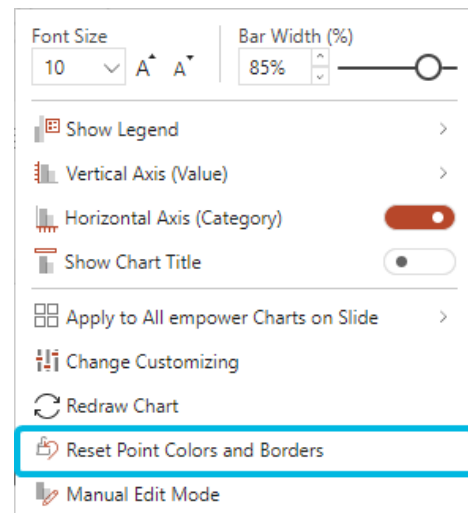 Font Size
Bar Width (%)
10
A A
85%
Show Legend
Vertical Axis (Value)
Horizontal Axis (Category)
Show Chart Title
Apply to All empower Charts on Slide
Change Customizing
Redraw Chart
Reset Point Colors and Borders
Manual Edit Mode